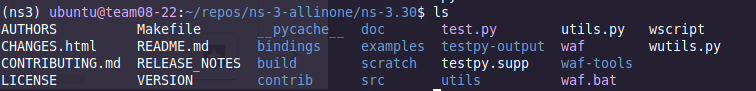 (ns3) ubuntu@team08-22:~/repos/ns-3-allinone/ns-3.30$ ls
AUTHORS Makefile __pycache__ doc test.py utils.py wscript
CHANGES.html README.md bindings examples testpy-output waf wutils.py
CONTRIBUTING.md RELEASE_NOTES build scratch testpy.supp waf-tools
LICENSE VERSION contrib src utils waf.bat